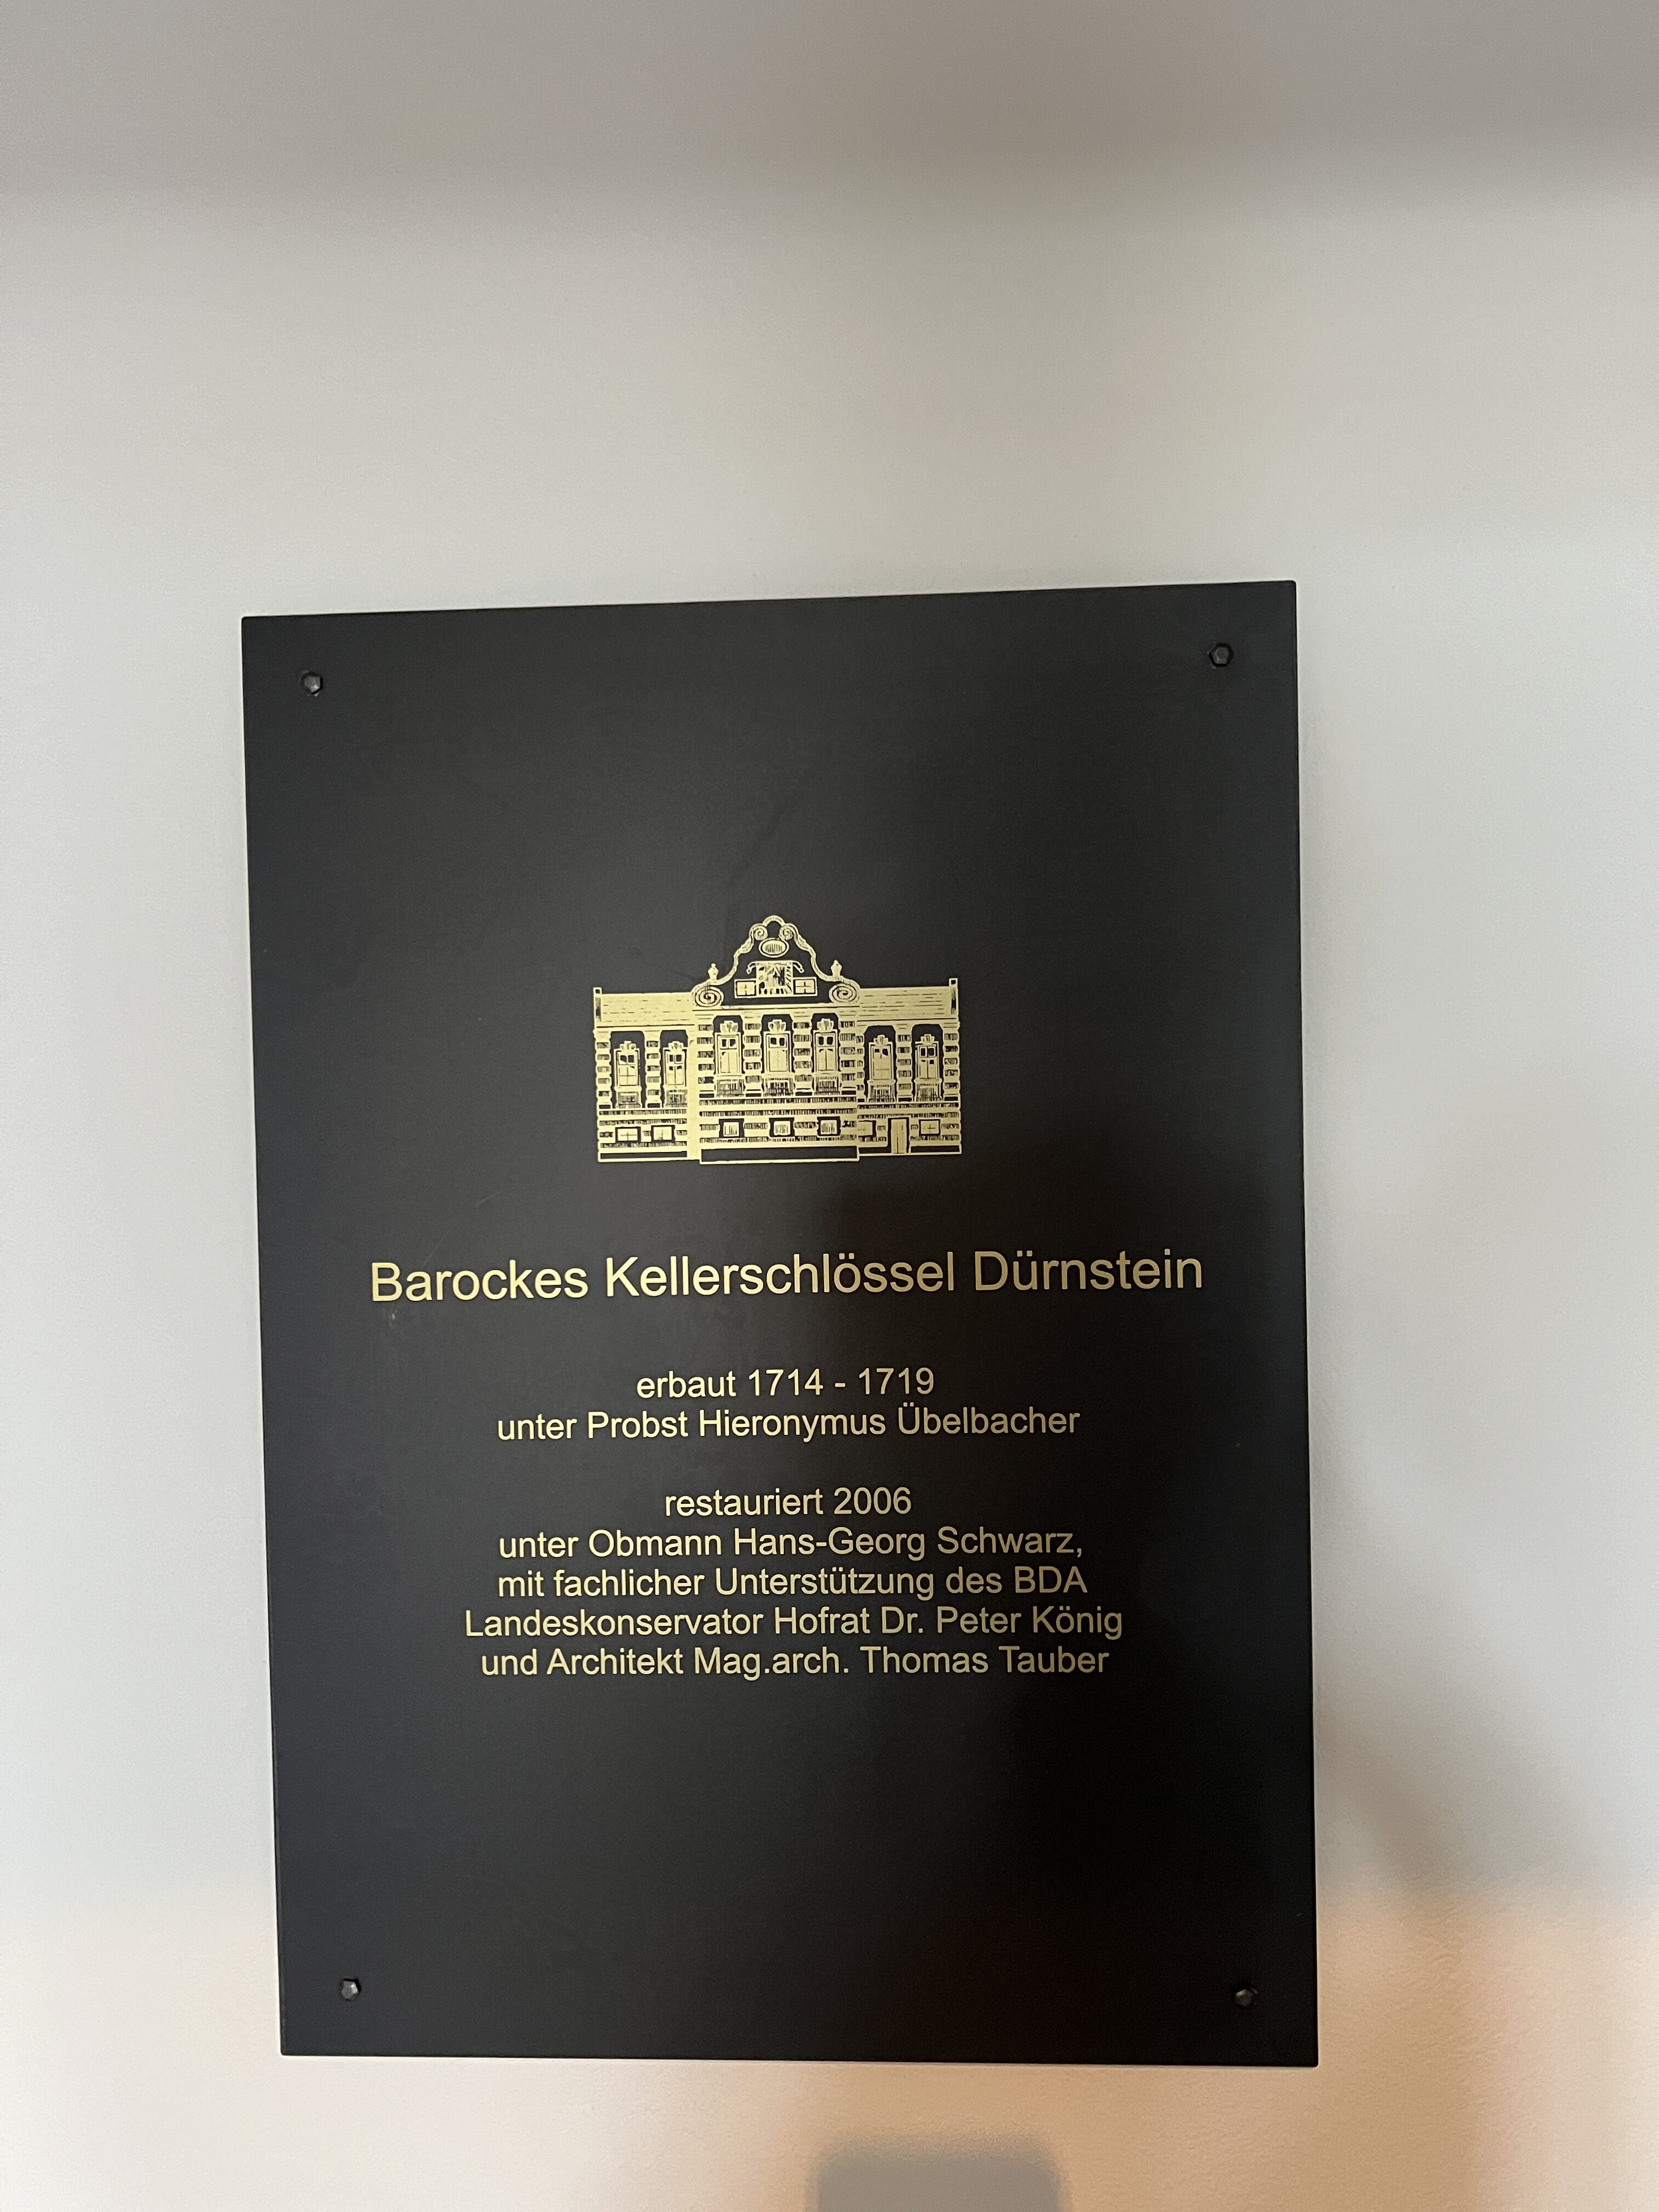 Barockes Kellerschlössel Dürnstein
erbaut 1714 - 1719
unter Probst Hieronymus Übelbacher
restauriert 2006
unter Obmann Hans-Georg Schwarz,
mit fachlicher Unterstützung des BDA
Landeskonservator Hofrat Dr. Peter König
und Architekt Mag.arch. Thomas Tauber